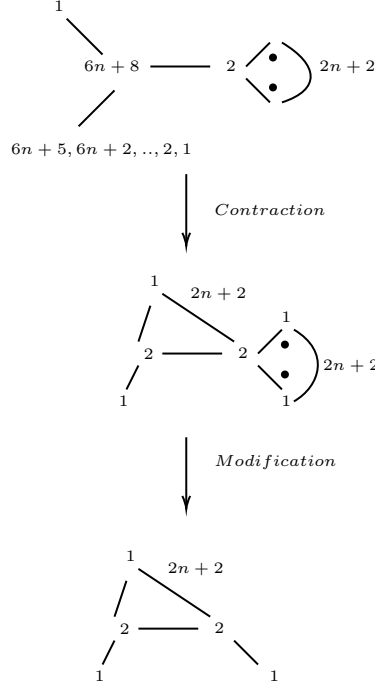 1
6n + 8 2 2n + 2
6n + 5, 6n + 2, .., 2, 1
Contraction
1 2n + 2
1
2 2 2n + 2
1 1
Modification
1 2n + 2
2 2
1 1